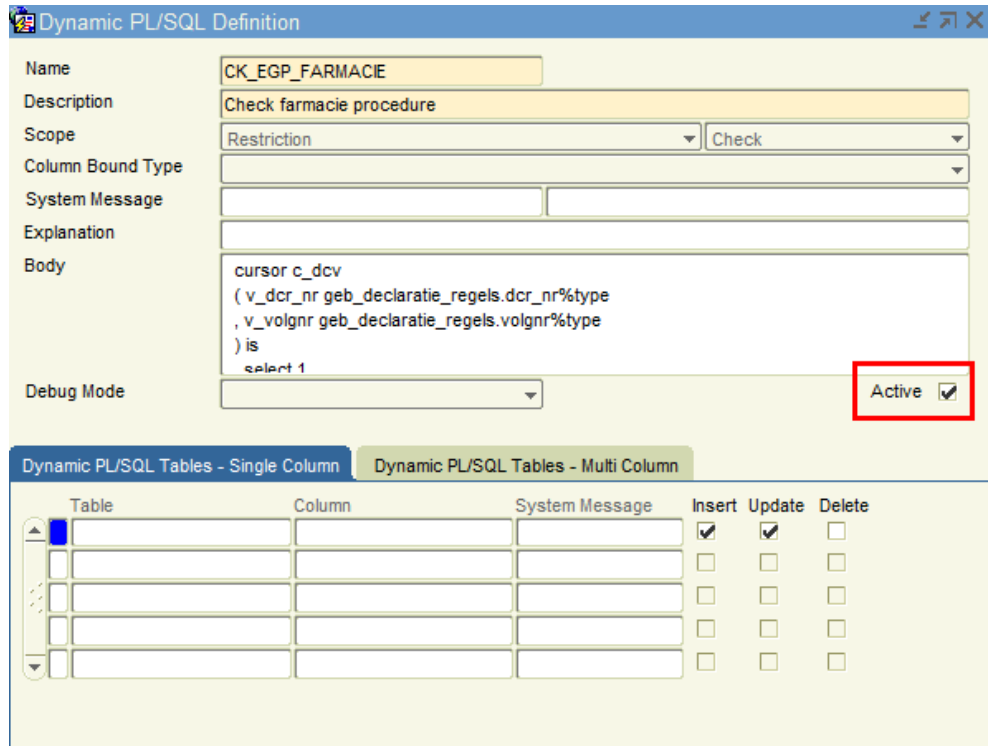 Dynamic PL/SQL Definition
Name CK_EGP_FARMACIE
Description Check farmacie procedure
Scope Restriction Check
Column Bound Type
System Message
Explanation
Body cursor c_dcv
( v_dcr_nr geb_declaratie_regels.dcr_nr%type
, v_volgnr geb_declaratie_regels.volgnr%type
) is
select 1
Debug Mode Active
Dynamic PL/SQL Tables - Single Column Dynamic PL/SQL Tables - Multi Column
Table Column System Message Insert Update Delete